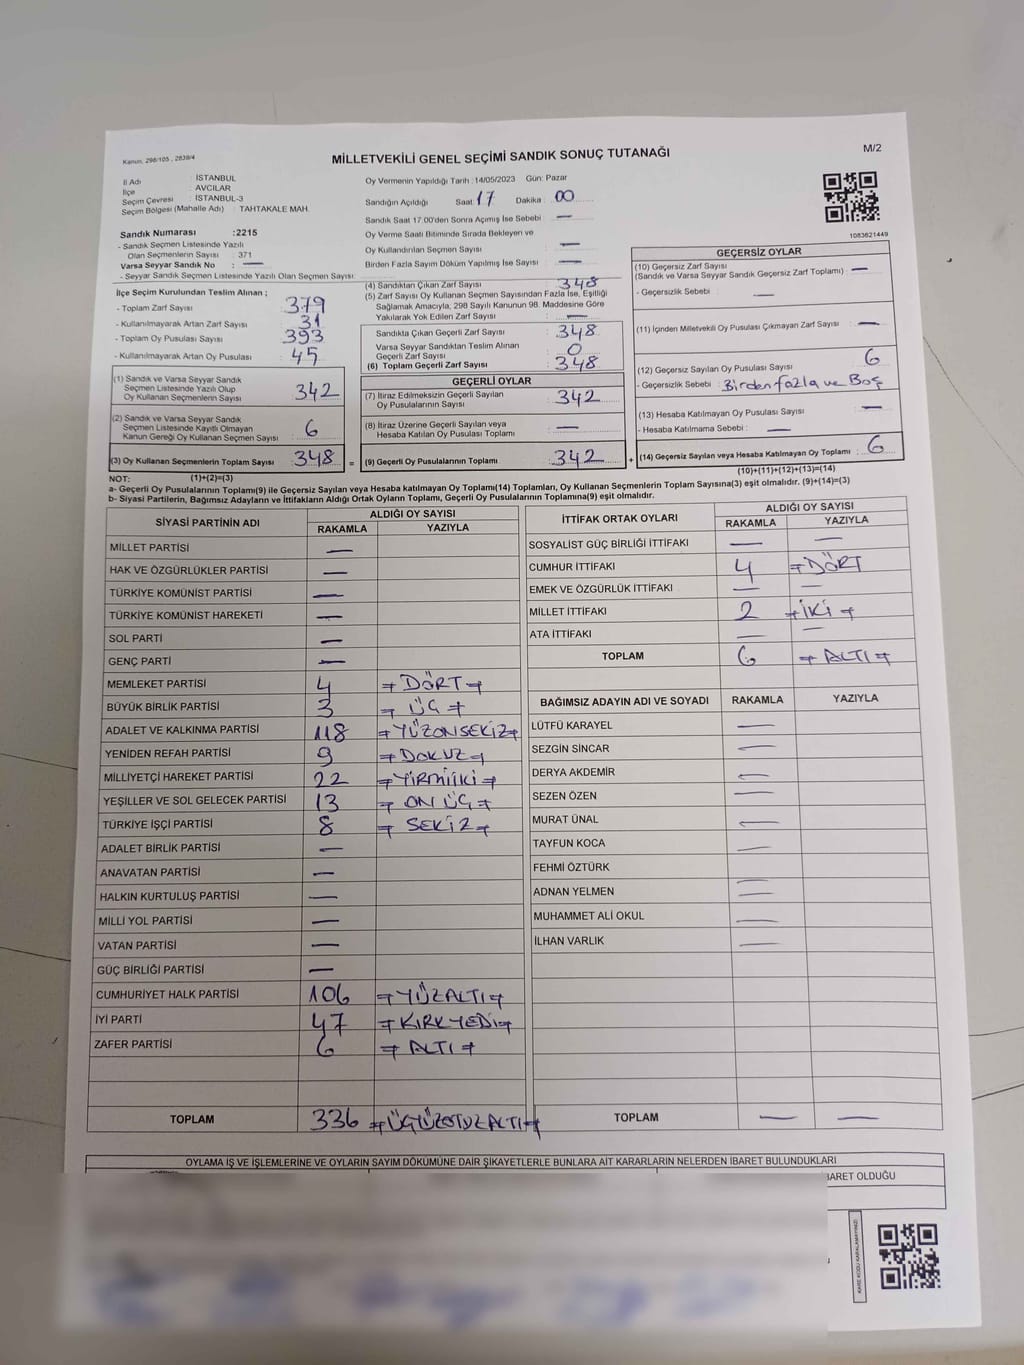 Kanun, 298/105 , 2839/4
MİLLETVEKİLİ GENEL SEÇİMİ SANDIK SONUÇ TUTANAĞI
M/2
İl Adı : İSTANBUL
İlçe : AVCILAR
Seçim Çevresi : İSTANBUL-3
Seçim Bölgesi (Mahalle Adı) : TAHTAKALE MAH.
Sandık Numarası :2215
- Sandık Seçmen Listesinde Yazılı
Olan Seçmenlerin Sayısı : 371
Varsa Seyyar Sandık No : —
- Seyyar Sandık Seçmen Listesinde Yazılı Olan Seçmen Sayısı:
Oy Vermenin Yapıldığı Tarih :14/05/2023 Gün: Pazar
Sandığın Açıldığı Saat 17 Dakika : 00
Sandık Saat 17:00'den Sonra Açımış İse Sebebi : —
Oy Verme Saati Bitiminde Sırada Bekleyen ve
Oy Kullandırılan Seçmen Sayısı : —
Birden Fazla Sayım Döküm Yapılmış İse Sayısı : —
1083621449
İlçe Seçim Kurulundan Teslim Alınan ;
- Toplam Zarf Sayısı : 379
- Kullanılmayarak Artan Zarf Sayısı : 31
- Toplam Oy Pusulası Sayısı : 393
- Kullanılmayarak Artan Oy Pusulası : 45
(1) Sandık ve Varsa Seyyar Sandık
Seçmen Listesinde Yazılı Olup
Oy Kullanan Seçmenlerin Sayısı : 342
(2) Sandık ve Varsa Seyyar Sandık
Seçmen Listesinde Kayıtlı Olmayan
Kanun Gereği Oy Kullanan Seçmen Sayısı : 6
(3) Oy Kullanan Seçmenlerin Toplam Sayısı : 348 =
(4) Sandıktan Çıkan Zarf Sayısı : 348
(5) Zarf Sayısı Oy Kullanan Seçmen Sayısından Fazla İse, Eşitliği
Sağlamak Amacıyla, 298 Sayılı Kanunun 98. Maddesine Göre
Yakılarak Yok Edilen Zarf Sayısı : —
Sandıkta Çıkan Geçerli Zarf Sayısı : 348
Varsa Seyyar Sandıktan Teslim Alınan
Geçerli Zarf Sayısı : 0
(6) Toplam Geçerli Zarf Sayısı : 348
GEÇERLİ OYLAR
(7) İtiraz Edilmeksizin Geçerli Sayılan
Oy Pusulalarının Sayısı : 342
(8) İtiraz Üzerine Geçerli Sayılan veya
Hesaba Katılan Oy Pusulası Toplamı : —
(9) Geçerli Oy Pusulalarının Toplamı : 342 +
GEÇERSİZ OYLAR
(10) Geçersiz Zarf Sayısı
(Sandık ve Varsa Seyyar Sandık Geçersiz Zarf Toplamı) : —
- Geçersizlik Sebebi : —
(11) İçinden Milletvekili Oy Pusulası Çıkmayan Zarf Sayısı : —
(12) Geçersiz Sayılan Oy Pusulası Sayısı : 6
- Geçersizlik Sebebi : Birden fazla ve Boş
(13) Hesaba Katılmayan Oy Pusulası Sayısı : —
- Hesaba Katılmama Sebebi : —
(14) Geçersiz Sayılan veya Hesaba Katılmayan Oy Toplamı : 6
NOT: (1)+(2)=(3)
(10)+(11)+(12)+(13)=(14)
a- Geçerli Oy Pusulalarının Toplamı(9) ile Geçersiz Sayılan veya Hesaba Katılmayan Oy Toplamı(14) Toplamları, Oy Kullanan Seçmenlerin Toplam Sayısına(3) eşit olmalıdır. (9)+(14)=(3)
b- Siyasi Partilerin, Bağımsız Adayların ve İttifakların Aldığı Ortak Oyların Toplamı, Geçerli Oy Pusulalarının Toplamına(9) eşit olmalıdır.
SİYASİ PARTİNİN ADI ALDIĞI OY SAYISI
RAKAMLA YAZIYLA
MİLLET PARTİSİ —
HAK VE ÖZGÜRLÜKLER PARTİSİ —
TÜRKİYE KOMÜNİST PARTİSİ —
TÜRKİYE KOMÜNİST HAREKETİ —
SOL PARTİ —
GENÇ PARTİ —
MEMLEKET PARTİSİ 4 DÖRT
BÜYÜK BİRLİK PARTİSİ 3 ÜÇ
ADALET VE KALKINMA PARTİSİ 118 YÜZONSEKİZ
YENİDEN REFAH PARTİSİ 9 DOKUZ
MİLLİYETÇİ HAREKET PARTİSİ 22 YİRMİİKİ
YEŞİLLER VE SOL GELECEK PARTİSİ 13 ON ÜÇ
TÜRKİYE İŞÇİ PARTİSİ 8 SEKİZ
ADALET BİRLİK PARTİSİ —
ANAVATAN PARTİSİ —
HALKIN KURTULUŞ PARTİSİ —
MİLLİ YOL PARTİSİ —
VATAN PARTİSİ —
GÜÇ BİRLİĞİ PARTİSİ —
CUMHURİYET HALK PARTİSİ 106 YÜZALTI
İYİ PARTİ 47 KIRKYEDİ
ZAFER PARTİSİ 6 ALTI
TOPLAM 336 ÜÇYÜZOTUZALTI
İTTİFAK ORTAK OYLARI ALDIĞI OY SAYISI
RAKAMLA YAZIYLA
SOSYALİST GÜÇ BİRLİĞİ İTTİFAKI — —
CUMHUR İTTİFAKI 4 DÖRT
EMEK VE ÖZGÜRLÜK İTTİFAKI — —
MİLLET İTTİFAKI 2 İKİ
ATA İTTİFAKI — —
TOPLAM 6 ALTI
BAĞIMSIZ ADAYIN ADI VE SOYADI RAKAMLA YAZIYLA
LÜTFÜ KARAYEL —
SEZGİN SİNCAR —
DERYA AKDEMİR —
SEZEN ÖZEN —
MURAT ÜNAL —
TAYFUN KOCA —
FEHMİ ÖZTÜRK —
ADNAN YELMEN —
MUHAMMET ALİ OKUL —
İLHAN VARLIK —
TOPLAM — —
OYLAMA İŞ VE İŞLEMLERİNE VE OYLARIN SAYIM DÖKÜMÜNE DAİR ŞİKAYETLERLE BUNLARA AİT KARARLARIN NELERDEN İBARET BULUNDUKLARI
İBARET OLDUĞU
KARE KODU KARALAMAYINIZ!